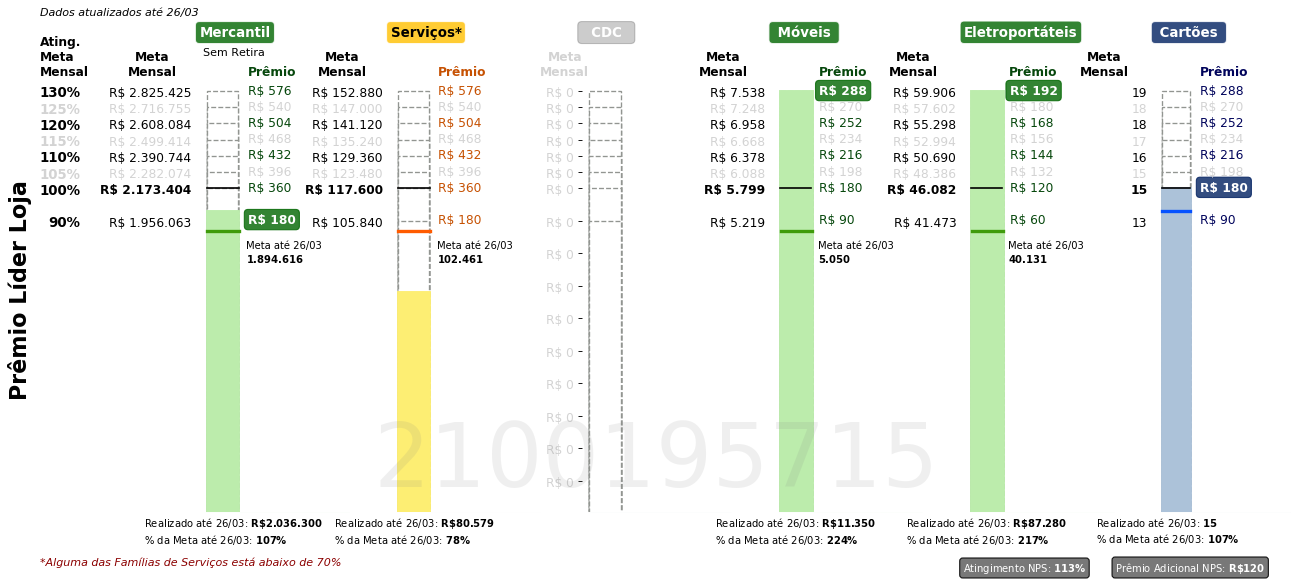 Dados atualizados até 26/03
Mercantil Serviços* CDC Móveis Eletroportáteis Cartões
Sem Retira
Ating. Meta Mensal
Meta Mensal Prêmio Meta Mensal Prêmio Meta Mensal Meta Mensal Prêmio Meta Mensal Prêmio Meta Mensal Prêmio
130% R$ 2.825.425 R$ 576 R$ 152.880 R$ 576 R$ 0 R$ 7.538 R$ 288 R$ 59.906 R$ 192 19 R$ 288
125% R$ 2.716.755 R$ 540 R$ 147.000 R$ 540 R$ 0 R$ 7.248 R$ 270 R$ 57.602 R$ 180 18 R$ 270
120% R$ 2.608.084 R$ 504 R$ 141.120 R$ 504 R$ 0 R$ 6.958 R$ 252 R$ 55.298 R$ 168 18 R$ 252
115% R$ 2.499.414 R$ 468 R$ 135.240 R$ 468 R$ 0 R$ 6.668 R$ 234 R$ 52.994 R$ 156 17 R$ 234
110% R$ 2.390.744 R$ 432 R$ 129.360 R$ 432 R$ 0 R$ 6.378 R$ 216 R$ 50.690 R$ 144 16 R$ 216
105% R$ 2.282.074 R$ 396 R$ 123.480 R$ 396 R$ 0 R$ 6.088 R$ 198 R$ 48.386 R$ 132 15 R$ 198
100% R$ 2.173.404 R$ 360 R$ 117.600 R$ 360 R$ 0 R$ 5.799 R$ 180 R$ 46.082 R$ 120 15 R$ 180
90% R$ 1.956.063 R$ 180 R$ 105.840 R$ 180 R$ 0 R$ 5.219 R$ 90 R$ 41.473 R$ 60 13 R$ 90
Meta até 26/03 Meta até 26/03 Meta até 26/03 Meta até 26/03
1.894.616 102.461 5.050 40.131
R$ 0
R$ 0
R$ 0
R$ 0
R$ 0
R$ 0
R$ 0
R$ 0
Prêmio Líder Loja
2100195715
Realizado até 26/03: R$2.036.300 Realizado até 26/03: R$80.579 Realizado até 26/03: R$11.350 Realizado até 26/03: R$87.280 Realizado até 26/03: 15
% da Meta até 26/03: 107% % da Meta até 26/03: 78% % da Meta até 26/03: 224% % da Meta até 26/03: 217% % da Meta até 26/03: 107%
*Alguma das Famílias de Serviços está abaixo de 70%
Atingimento NPS: 113% Prêmio Adicional NPS: R$120